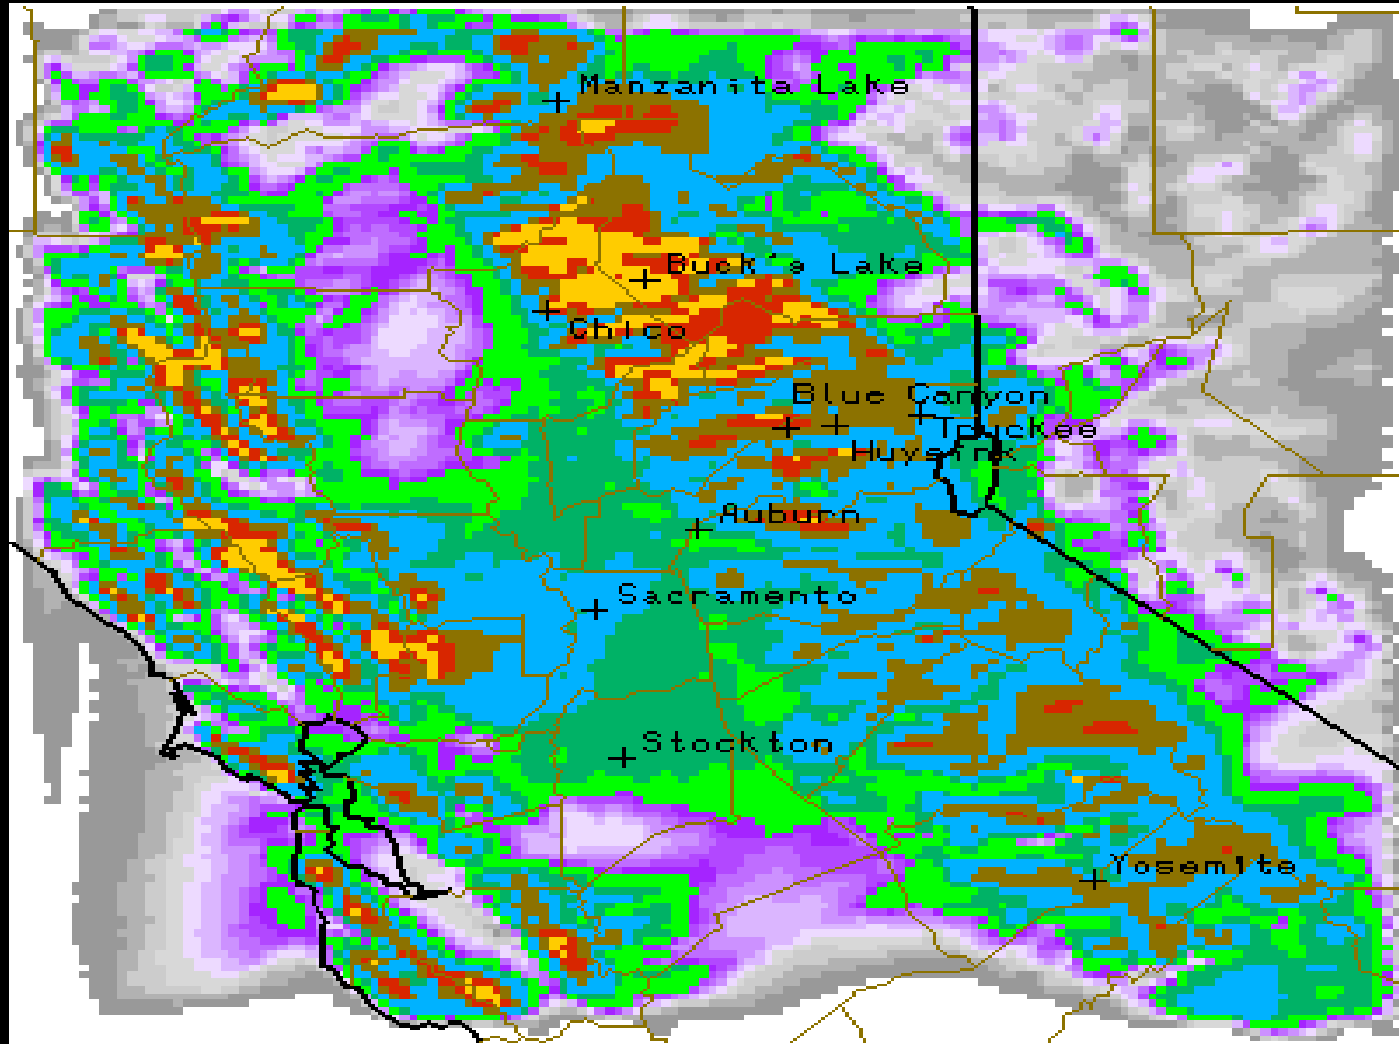 Manzanita Lake
Buck's Lake
Chico
Blue Canyon
Truckee
Huysink
Auburn
Sacramento
Stockton
Yosemite